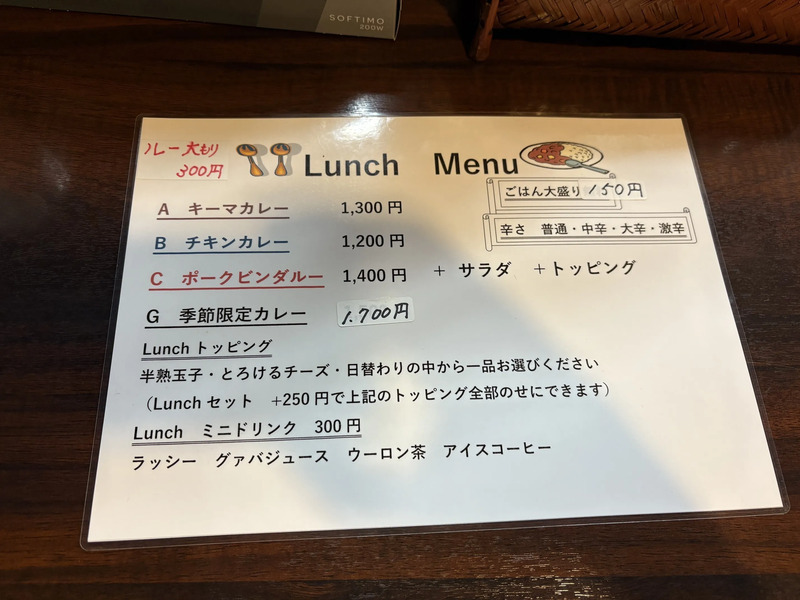 SOFTIMO
200W
ルー大もり
300円
Lunch Menu
ごはん大盛り 150円
辛さ 普通・中辛・大辛・激辛
A キーマカレー 1,300円
B チキンカレー 1,200円
C ポークビンダルー 1,400円 + サラダ +トッピング
G 季節限定カレー 1.700円
Lunch トッピング
半熟玉子・とろけるチーズ・日替わりの中から一品お選びください
（Lunch セット +250円で上記のトッピング全部のせにできます）
Lunch ミニドリンク 300円
ラッシー グァバジュース ウーロン茶 アイスコーヒー